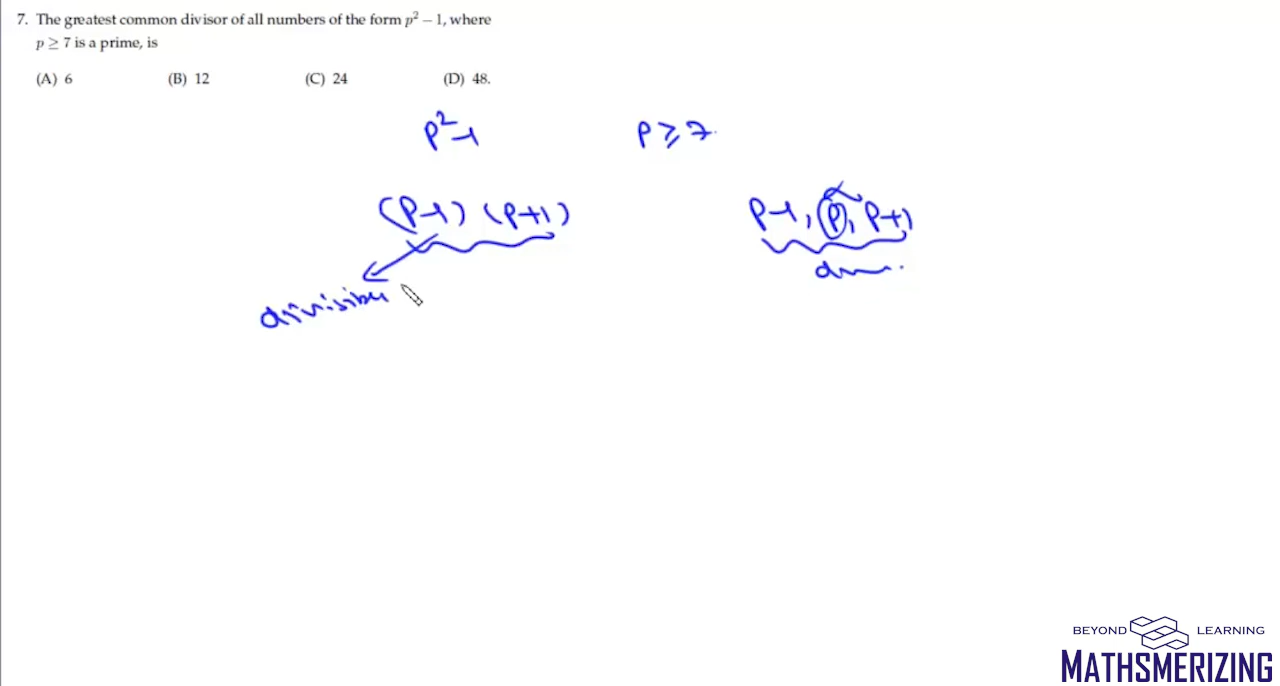 7. The greatest common divisor of all numbers of the form p² – 1, where
p ≥ 7 is a prime, is
(A) 6 (B) 12 (C) 24 (D) 48.
p²-1 p ≥ 7.
(p-1) (p+1) p-1, p, p+1
divisible
BEYOND LEARNING
MATHSMERIZING